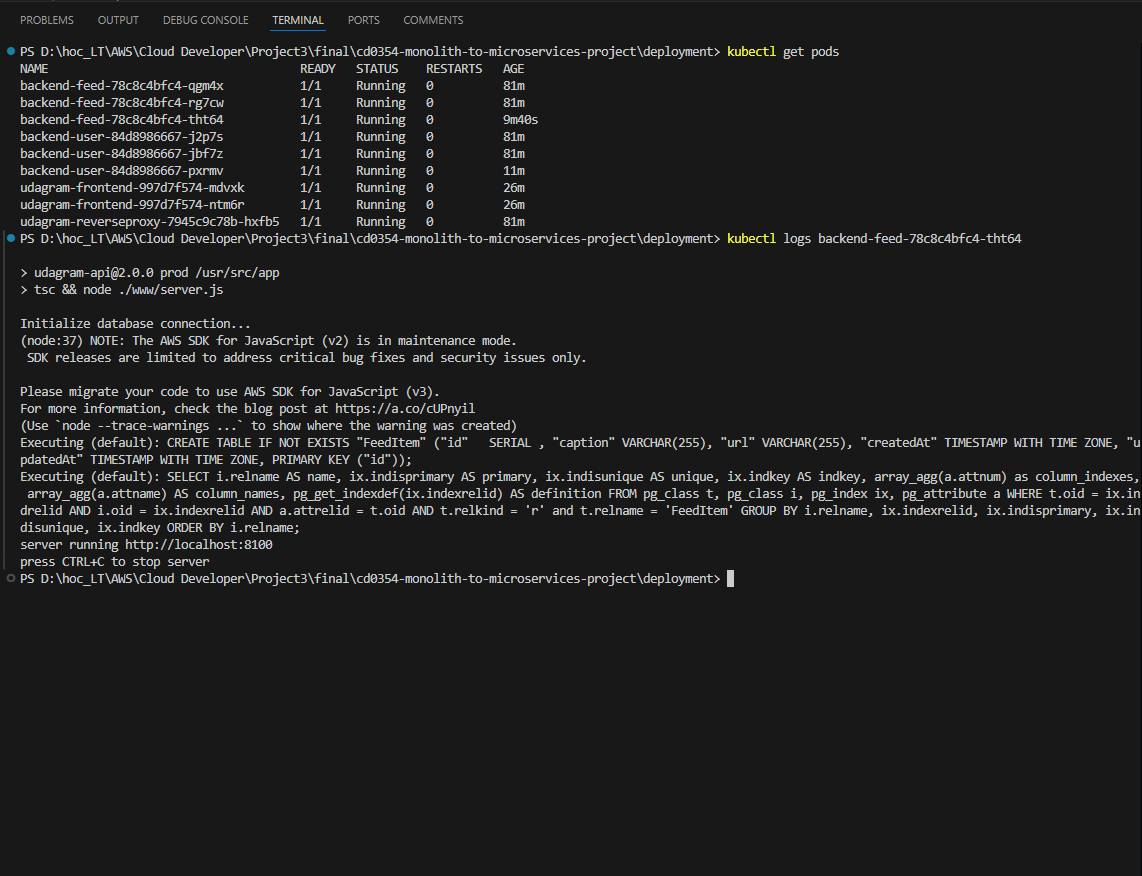 PROBLEMS OUTPUT DEBUG CONSOLE TERMINAL PORTS COMMENTS
PS D:\hoc_LT\AWS\Cloud Developer\Project3\final\cd0354-monolith-to-microservices-project\deployment> kubectl get pods
NAME READY STATUS RESTARTS AGE
backend-feed-78c8c4bfc4-qgm4x 1/1 Running 0 81m
backend-feed-78c8c4bfc4-rg7cw 1/1 Running 0 81m
backend-feed-78c8c4bfc4-tht64 1/1 Running 0 9m40s
backend-user-84d8986667-j2p7s 1/1 Running 0 81m
backend-user-84d8986667-jbf7z 1/1 Running 0 81m
backend-user-84d8986667-pxrmv 1/1 Running 0 11m
udagram-frontend-997d7f574-mdvxk 1/1 Running 0 26m
udagram-frontend-997d7f574-ntm6r 1/1 Running 0 26m
udagram-reverseproxy-7945c9c78b-hxfb5 1/1 Running 0 81m
PS D:\hoc_LT\AWS\Cloud Developer\Project3\final\cd0354-monolith-to-microservices-project\deployment> kubectl logs backend-feed-78c8c4bfc4-tht64
> udagram-api@2.0.0 prod /usr/src/app
> tsc && node ./www/server.js
Initialize database connection...
(node:37) NOTE: The AWS SDK for JavaScript (v2) is in maintenance mode.
SDK releases are limited to address critical bug fixes and security issues only.
Please migrate your code to use AWS SDK for JavaScript (v3).
For more information, check the blog post at https://a.co/cUPnyil
(Use `node --trace-warnings ...` to show where the warning was created)
Executing (default): CREATE TABLE IF NOT EXISTS "FeedItem" ("id"   SERIAL , "caption" VARCHAR(255), "url" VARCHAR(255), "createdAt" TIMESTAMP WITH TIME ZONE, "u
pdatedAt" TIMESTAMP WITH TIME ZONE, PRIMARY KEY ("id"));
Executing (default): SELECT i.relname AS name, ix.indisprimary AS primary, ix.indisunique AS unique, ix.indkey AS indkey, array_agg(a.attnum) as column_indexes,
array_agg(a.attname) AS column_names, pg_get_indexdef(ix.indexrelid) AS definition FROM pg_class t, pg_class i, pg_index ix, pg_attribute a WHERE t.oid = ix.in
drelid AND i.oid = ix.indexrelid AND a.attrelid = t.oid AND t.relkind = 'r' and t.relname = 'FeedItem' GROUP BY i.relname, ix.indexrelid, ix.indisprimary, ix.in
disunique, ix.indkey ORDER BY i.relname;
server running http://localhost:8100
press CTRL+C to stop server
PS D:\hoc_LT\AWS\Cloud Developer\Project3\final\cd0354-monolith-to-microservices-project\deployment>